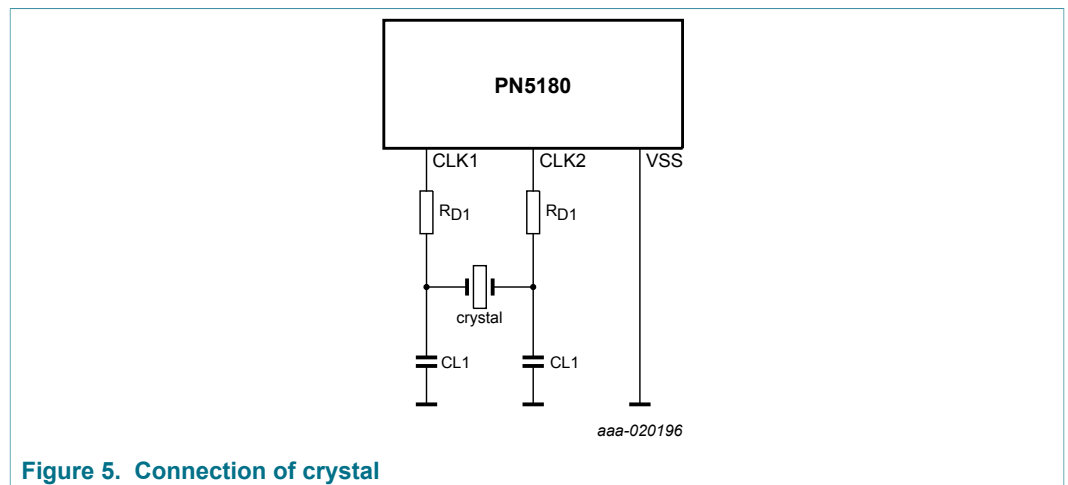 PN5180
CLK1 CLK2 VSS
RD1 RD1
crystal
CL1 CL1
aaa-020196
Figure 5. Connection of crystal